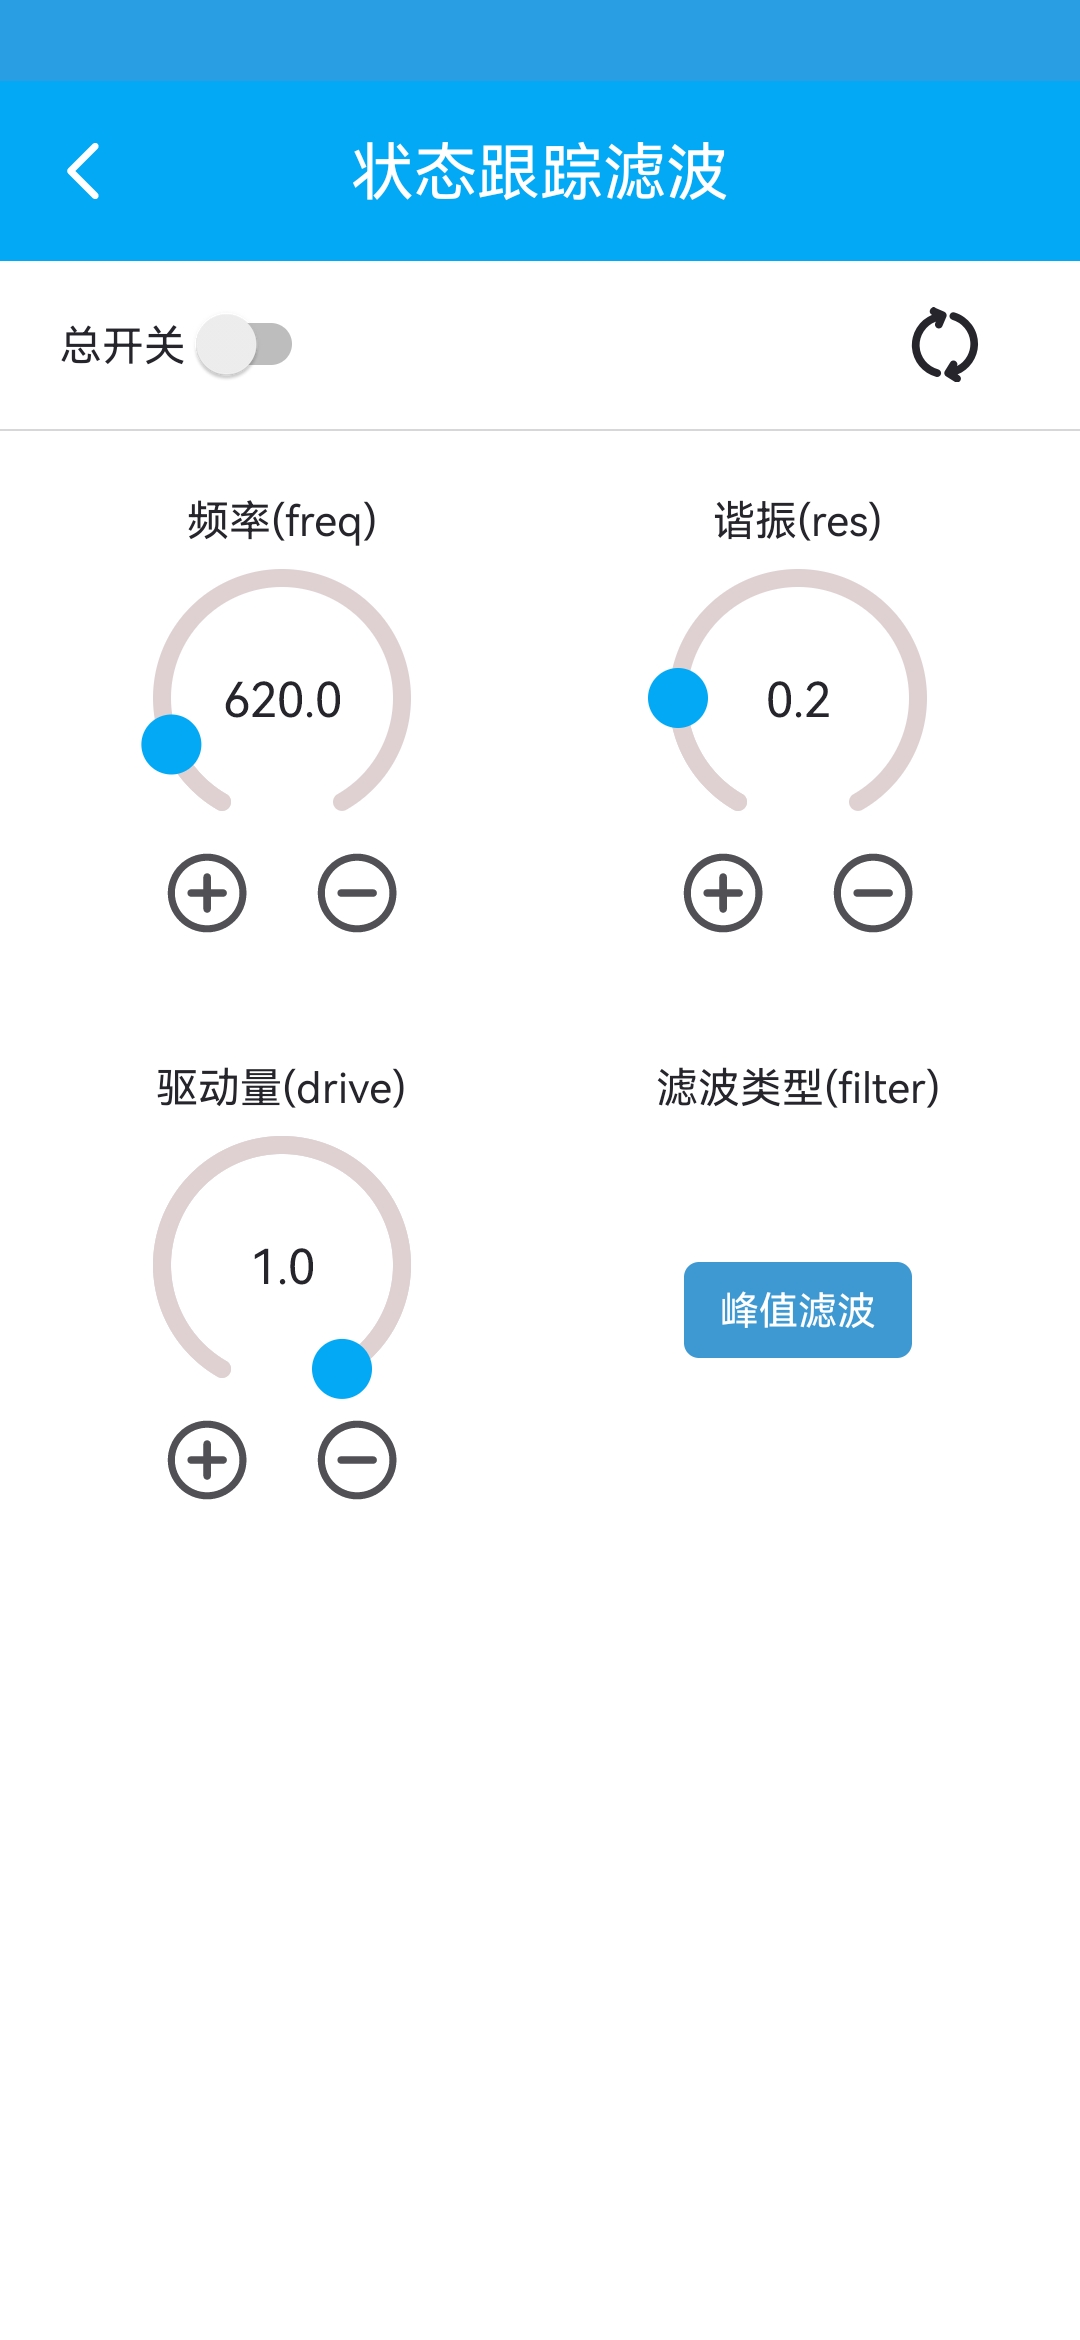 状态跟踪滤波
总开关
频率(freq)
谐振(res)
620.0
0.2
驱动量(drive)
滤波类型(filter)
1.0
峰值滤波